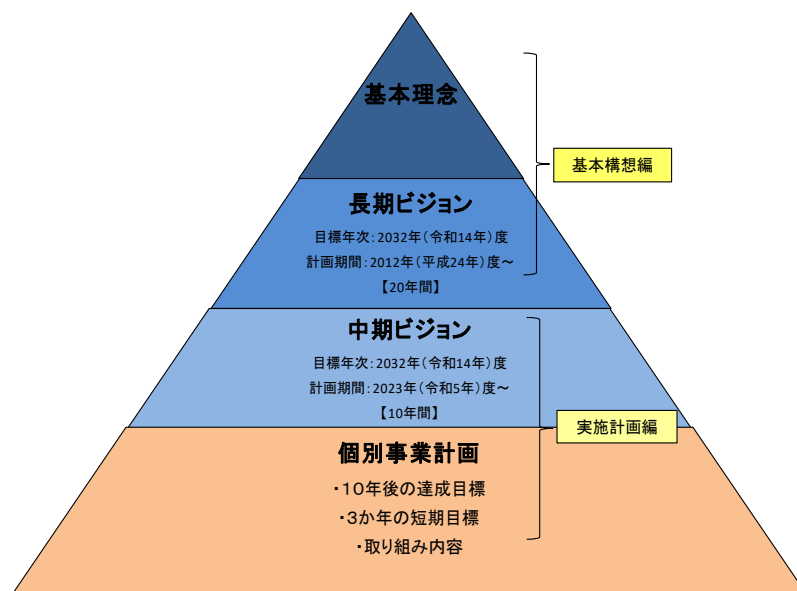 基本理念
基本構想編
長期ビジョン
目標年次：2032年（令和14年）度
計画期間：2012年（平成24年）度～
【20年間】
中期ビジョン
目標年次：2032年（令和14年）度
計画期間：2023年（令和5年）度～
【10年間】
実施計画編
個別事業計画
・１０年後の達成目標
・３か年の短期目標
・取り組み内容